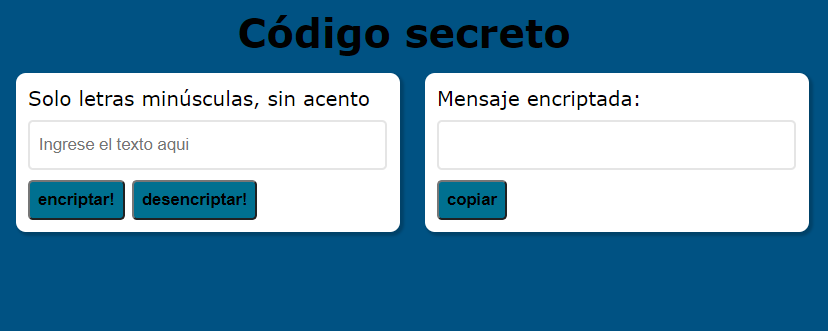 Código secreto
Solo letras minúsculas, sin acento
Ingrese el texto aqui
encriptar! desencriptar!
Mensaje encriptada:
copiar